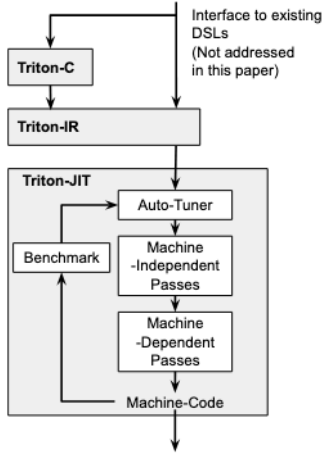 Interface to existing
DSLs
(Not addressed
in this paper)
Triton-C
Triton-IR
Triton-JIT
Auto-Tuner
Benchmark
Machine
-Independent
Passes
Machine
-Dependent
Passes
Machine-Code